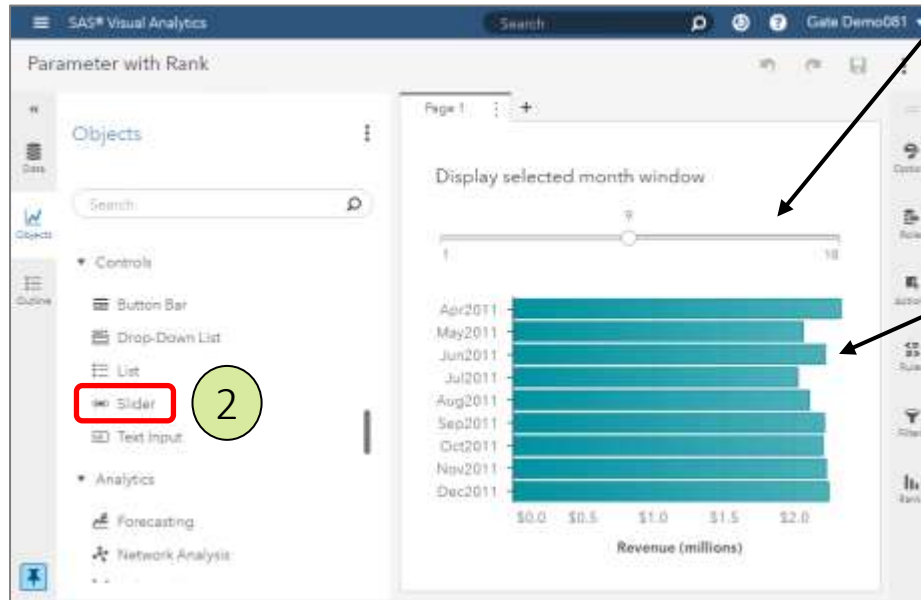 SAS® Visual Analytics
Search
Gate Demo081
Parameter with Rank
Page 1
Objects
Data
Search
Objects
Outline
Controls
Button Bar
Drop-Down List
List
Slider
2
Text Input
Analytics
Forecasting
Network Analysis
Display selected month window
9
1
18
Apr2011
May2011
Jun2011
Jul2011
Aug2011
Sep2011
Oct2011
Nov2011
Dec2011
$0.0 $0.5 $1.0 $1.5 $2.0
Revenue (millions)